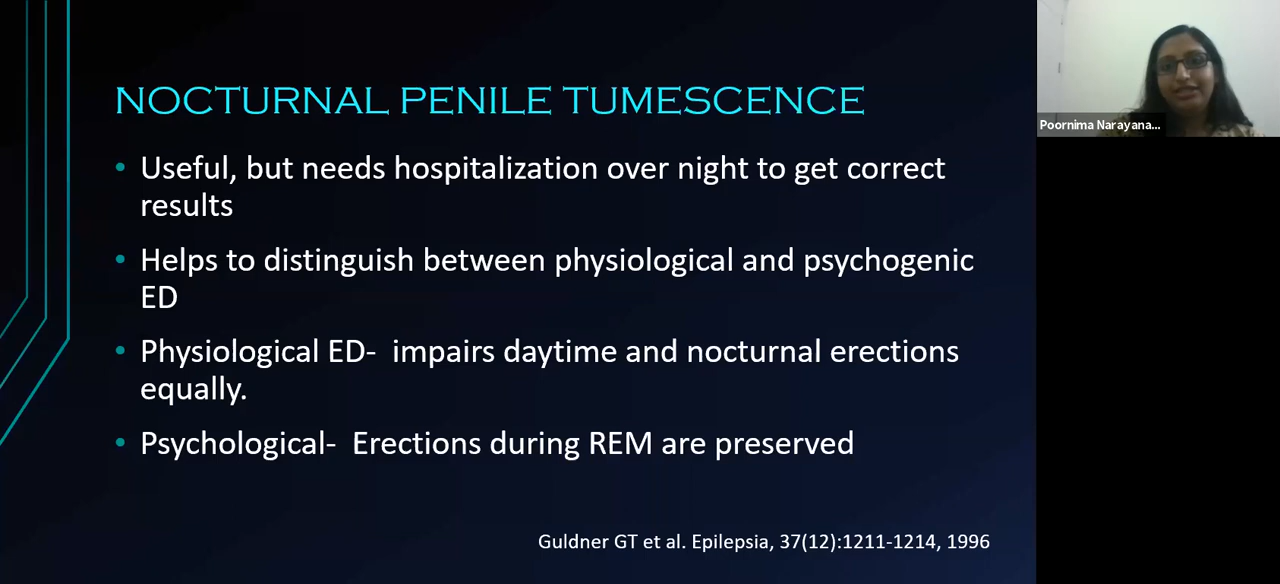 NOCTURNAL PENILE TUMESCENCE
• Useful, but needs hospitalization over night to get correct
results
• Helps to distinguish between physiological and psychogenic
ED
• Physiological ED-  impairs daytime and nocturnal erections
equally.
• Psychological-  Erections during REM are preserved
Guldner GT et al. Epilepsia, 37(12):1211-1214, 1996
Poornima Narayana...